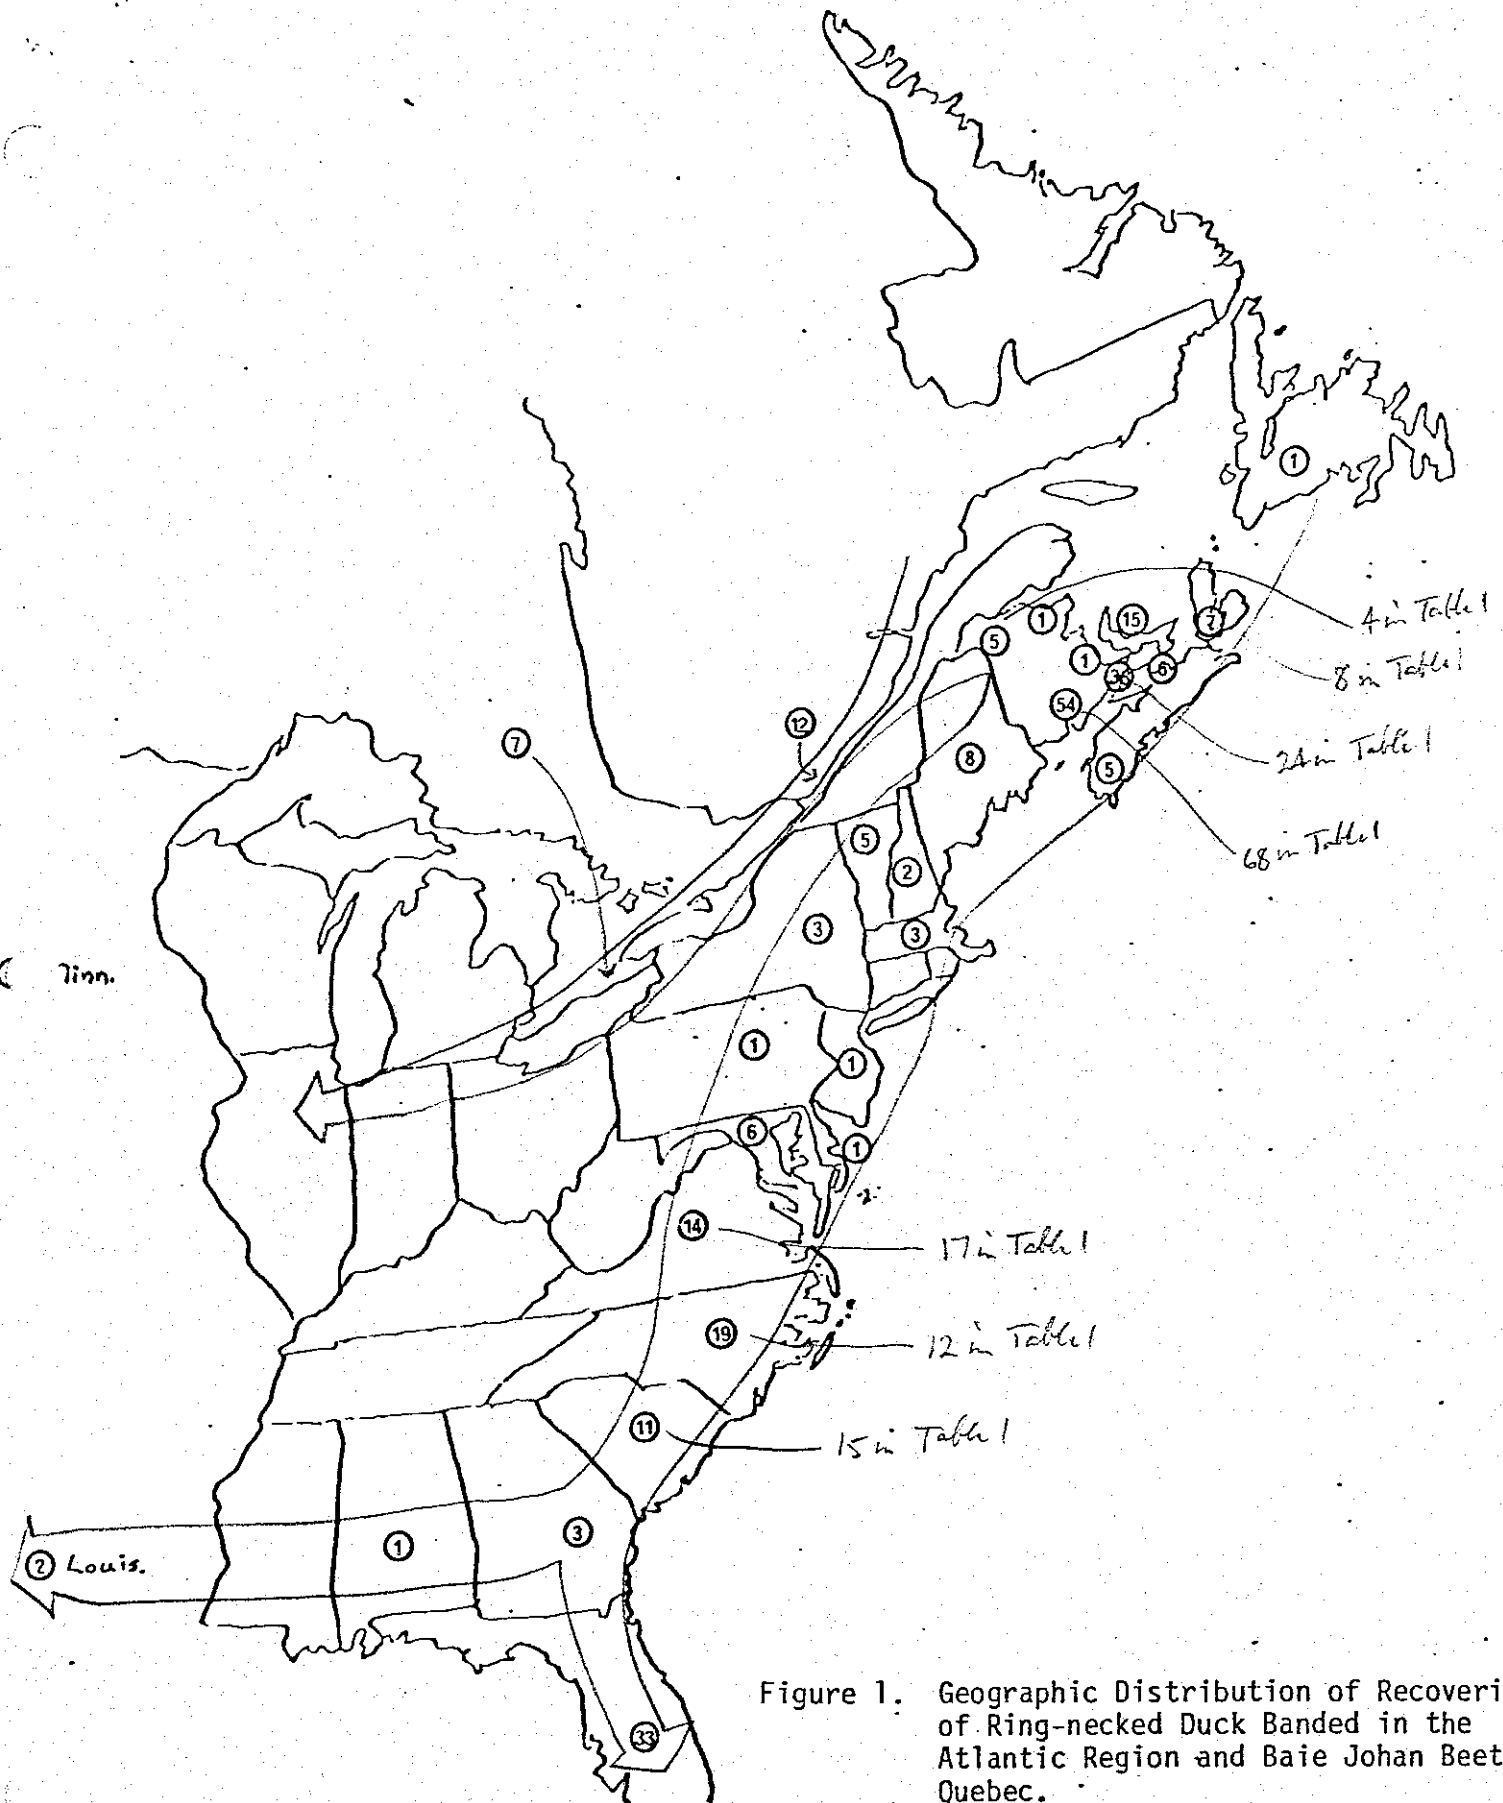 1
1
15
7
4 in Table 1
5
1
36
6
8 in Table 1
54
12
7
8
5
24 in Table 1
5
2
68 in Table 1
3
3
inn.
1
1
6
1
14
17 in Table 1
19
12 in Table 1
11
15 in Table 1
1
3
2 Louis.
33
Figure 1. Geographic Distribution of Recoveri
of Ring-necked Duck Banded in the
Atlantic Region and Baie Johan Beet
Quebec.